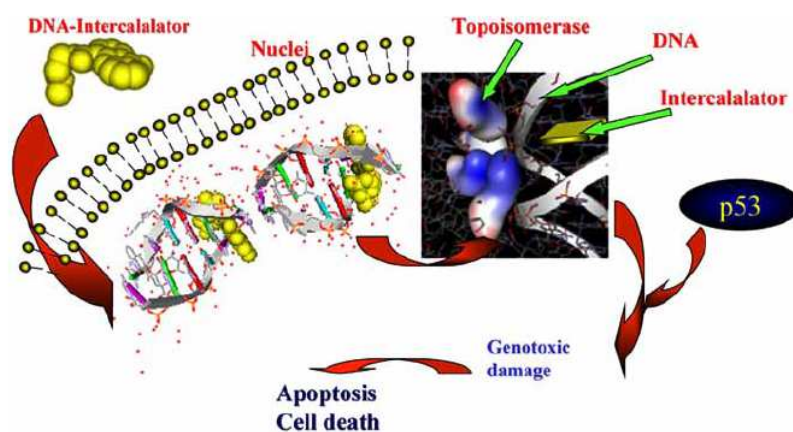 DNA-Intercalalator
Nuclei
Topoisomerase
DNA
Intercalalator
p53
Genotoxic
damage
Apoptosis
Cell death